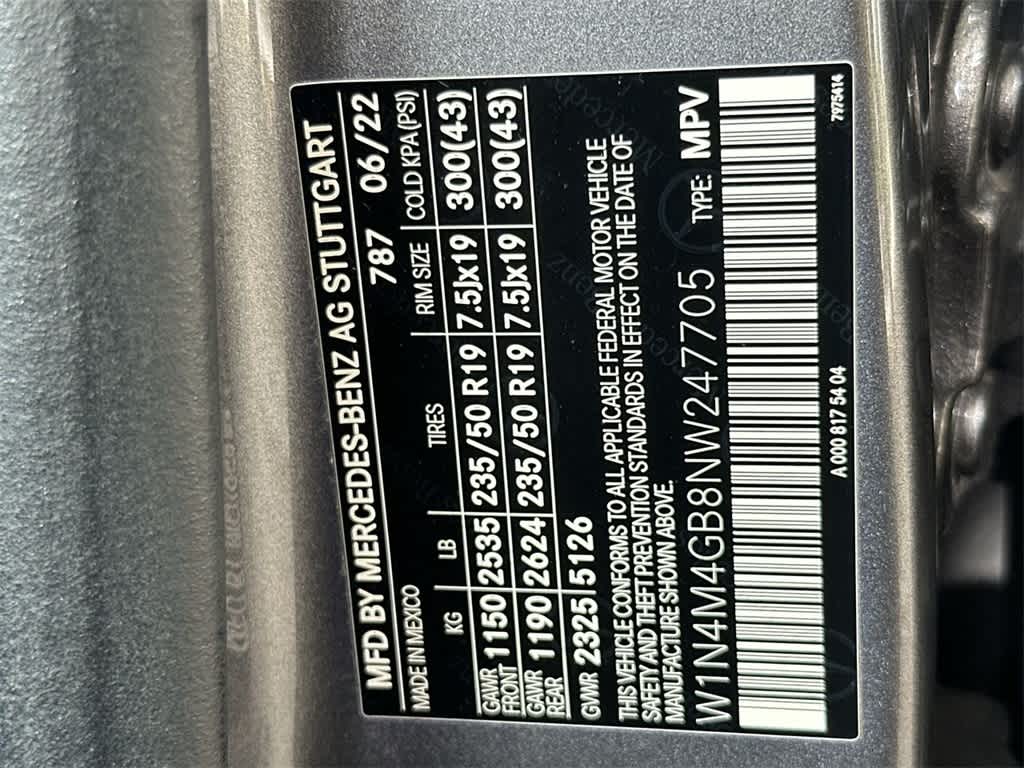 MFD BY MERCEDES-BENZ AG STUTTGART
787 06/22
MADE IN MEXICO
KG LB TIRES RIM SIZE COLD KPA (PSI)
GAWR FRONT 1150 2535 235/50 R19 7.5Jx19 300(43)
GAWR REAR 1190 2624 235/50 R19 7.5Jx19 300(43)
GWR 2325 5126
THIS VEHICLE CONFORMS TO ALL APPLICABLE FEDERAL MOTOR VEHICLE
SAFETY AND THEFT PREVENTION STANDARDS IN EFFECT ON THE DATE OF
MANUFACTURE SHOWN ABOVE.
W1N4M4GB8NW247705 TYPE: MPV
A 000 817 54 04 7975414